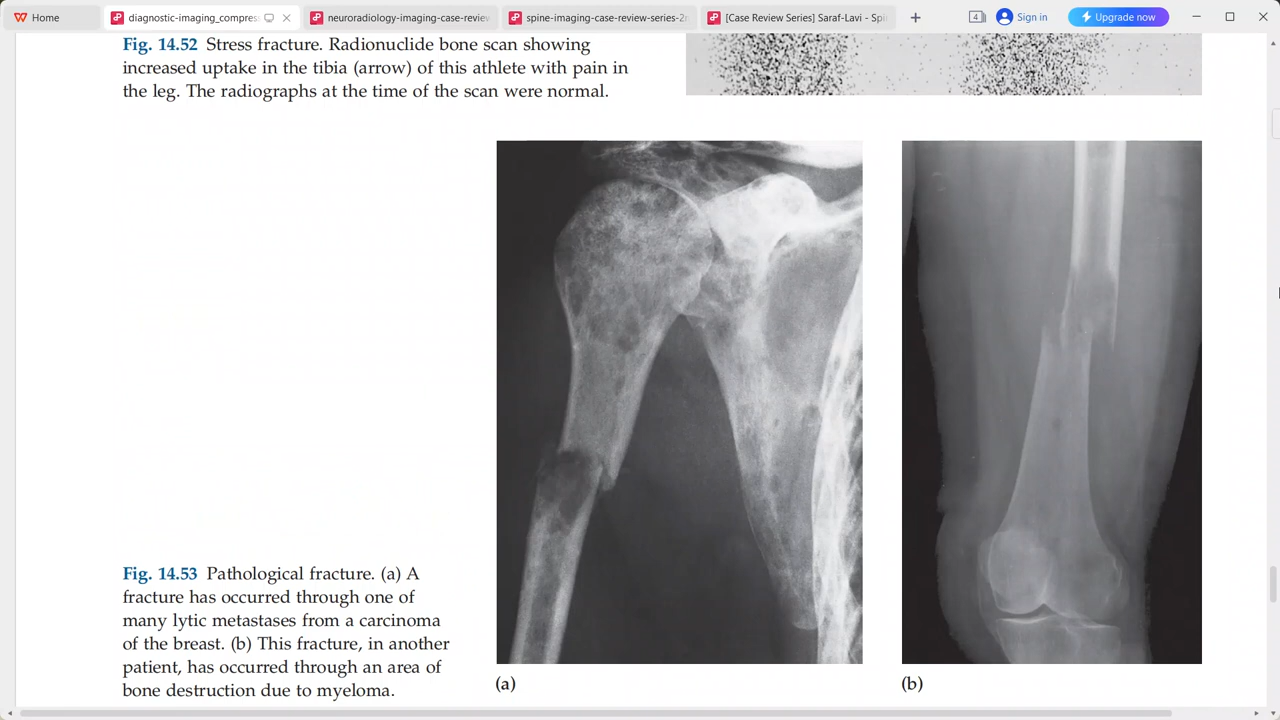 Home
diagnostic-imaging_compres
neuroradiology-imaging-case-review
spine-imaging-case-review-series-2
[Case Review Series] Saraf-Lavi - Spi
4
Sign in
Upgrade now
Fig. 14.52 Stress fracture. Radionuclide bone scan showing
increased uptake in the tibia (arrow) of this athlete with pain in
the leg. The radiographs at the time of the scan were normal.
Fig. 14.53 Pathological fracture. (a) A
fracture has occurred through one of
many lytic metastases from a carcinoma
of the breast. (b) This fracture, in another
patient, has occurred through an area of
bone destruction due to myeloma.
(a)
(b)